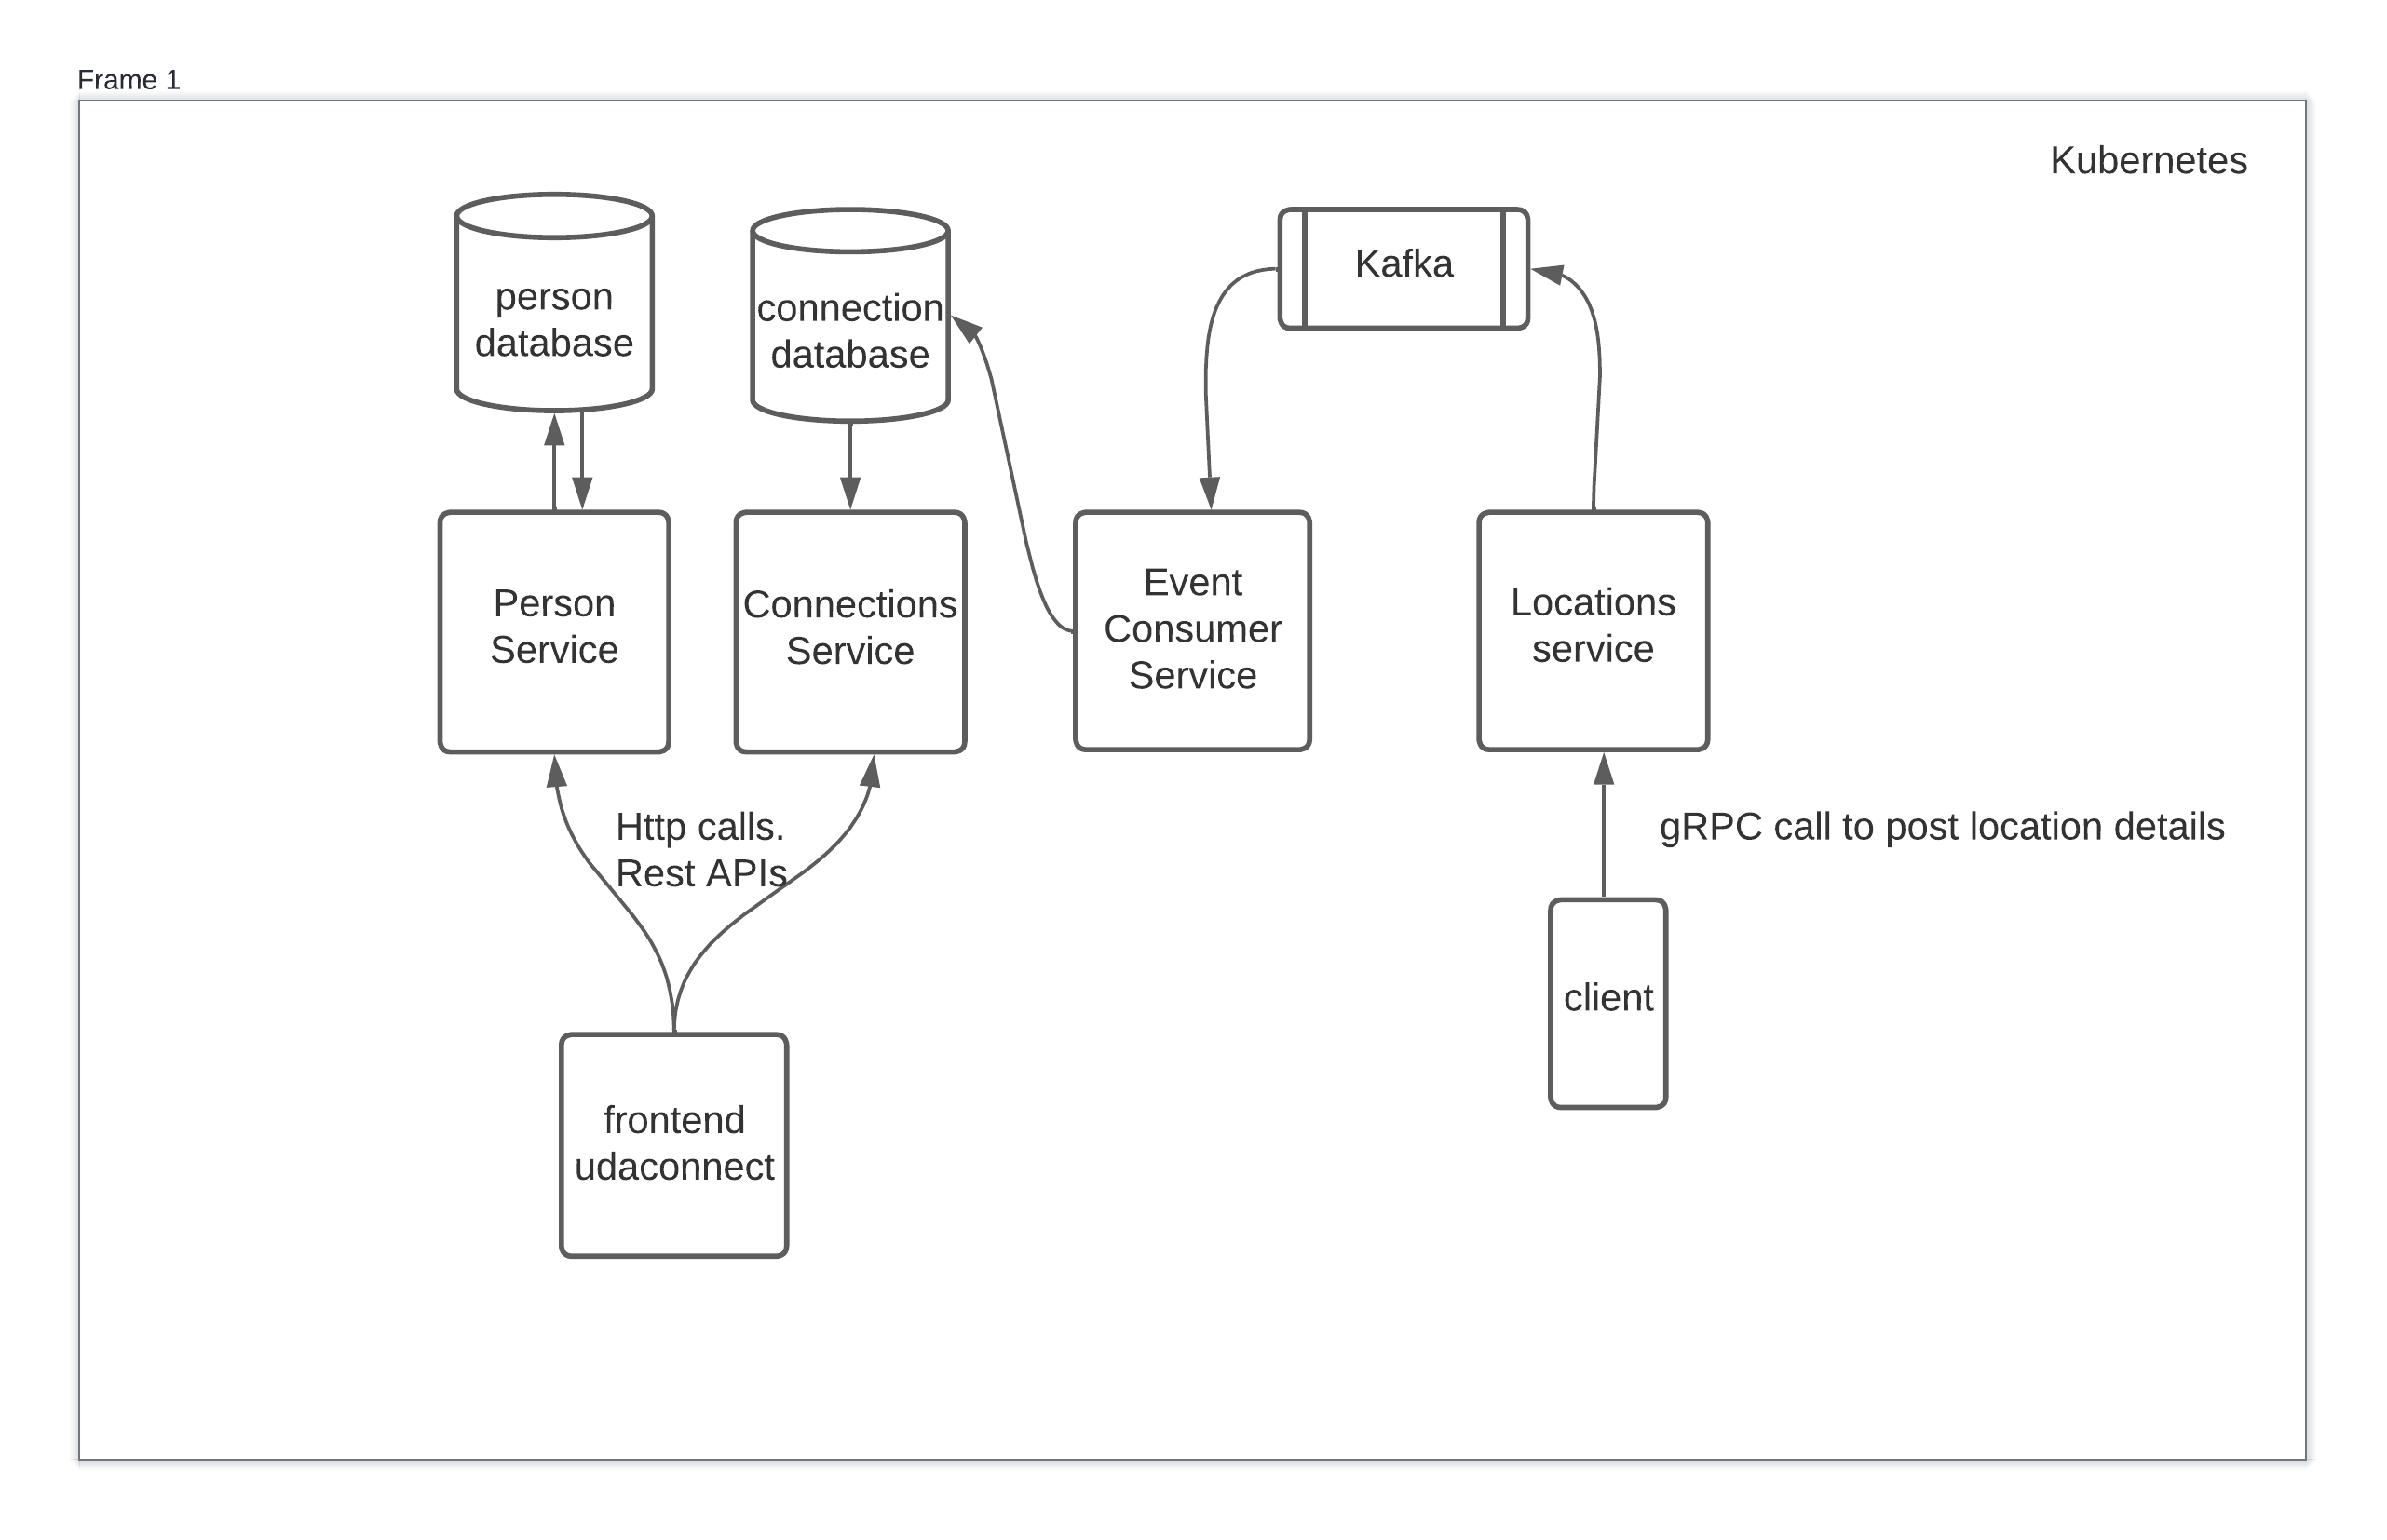 Frame 1
Kubernetes
person
database
connection
database
Kafka
Person
Service
Connections
Service
Event
Consumer
Service
Locations
service
Http calls.
Rest APIs
gRPC call to post location details
client
frontend
udaconnect